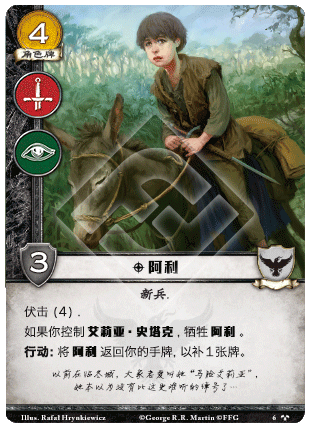 4
角色牌
3
阿利
新兵.
伏击 (4) .
如果你控制 艾莉亚·史塔克，牺牲 阿利 。
行动: 将 阿利 返回你的手牌，以补1张牌。
以前在临冬城，大家老爱叫她“马脸艾莉亚”，
她本以为没有比这更难听的绰号了…
Illus. Rafal Hrynkiewicz ©George R.R. Martin ©FFG 6